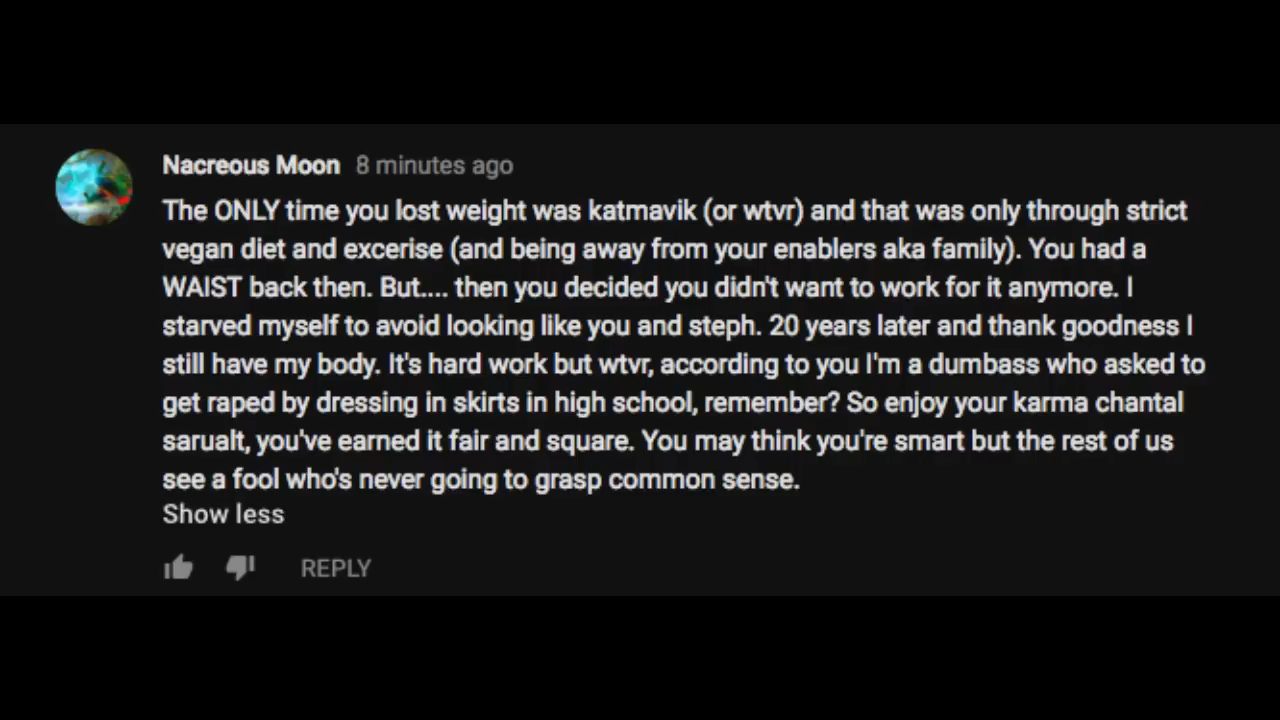 Nacreous Moon 8 minutes ago
The ONLY time you lost weight was katmavik (or wtvr) and that was only through strict
vegan diet and excerise (and being away from your enablers aka family). You had a
WAIST back then. But.... then you decided you didn't want to work for it anymore. I
starved myself to avoid looking like you and steph. 20 years later and thank goodness I
still have my body. It's hard work but wtvr, according to you I'm a dumbass who asked to
get raped by dressing in skirts in high school, remember? So enjoy your karma chantal
sarualt, you've earned it fair and square. You may think you're smart but the rest of us
see a fool who's never going to grasp common sense.
Show less
REPLY